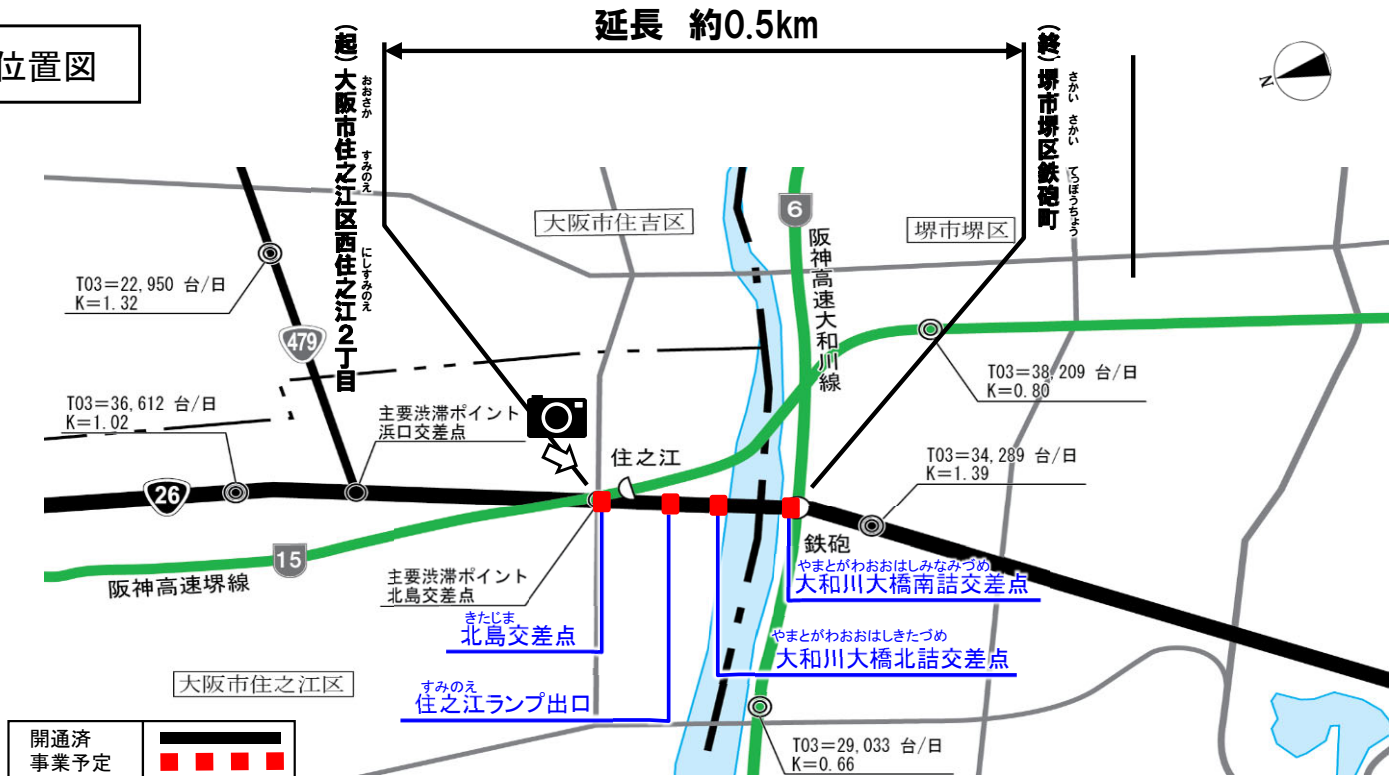 位置図
延長 約0.5km
(起)大阪市住之江区西住之江2丁目
おおさか
すみのえ
にしすみのえ
(終)堺市堺区鉄砲町
さかい
さかい
てっぽうちょう
N
大阪市住吉区
6
堺市堺区
阪神高速大和川線
T03=22,950 台/日
K=1.32
479
T03=38,209 台/日
K=0.80
T03=36,612 台/日
K=1.02
主要渋滞ポイント
浜口交差点
住之江
T03=34,289 台/日
K=1.39
26
15
阪神高速堺線
鉄砲
主要渋滞ポイント
北島交差点
やまとがわおおはしみなみづめ
大和川大橋南詰交差点
きたじま
北島交差点
やまとがわおおはしきたづめ
大和川大橋北詰交差点
大阪市住之江区
すみのえ
住之江ランプ出口
開通済
事業予定
T03=29,033 台/日
K=0.66